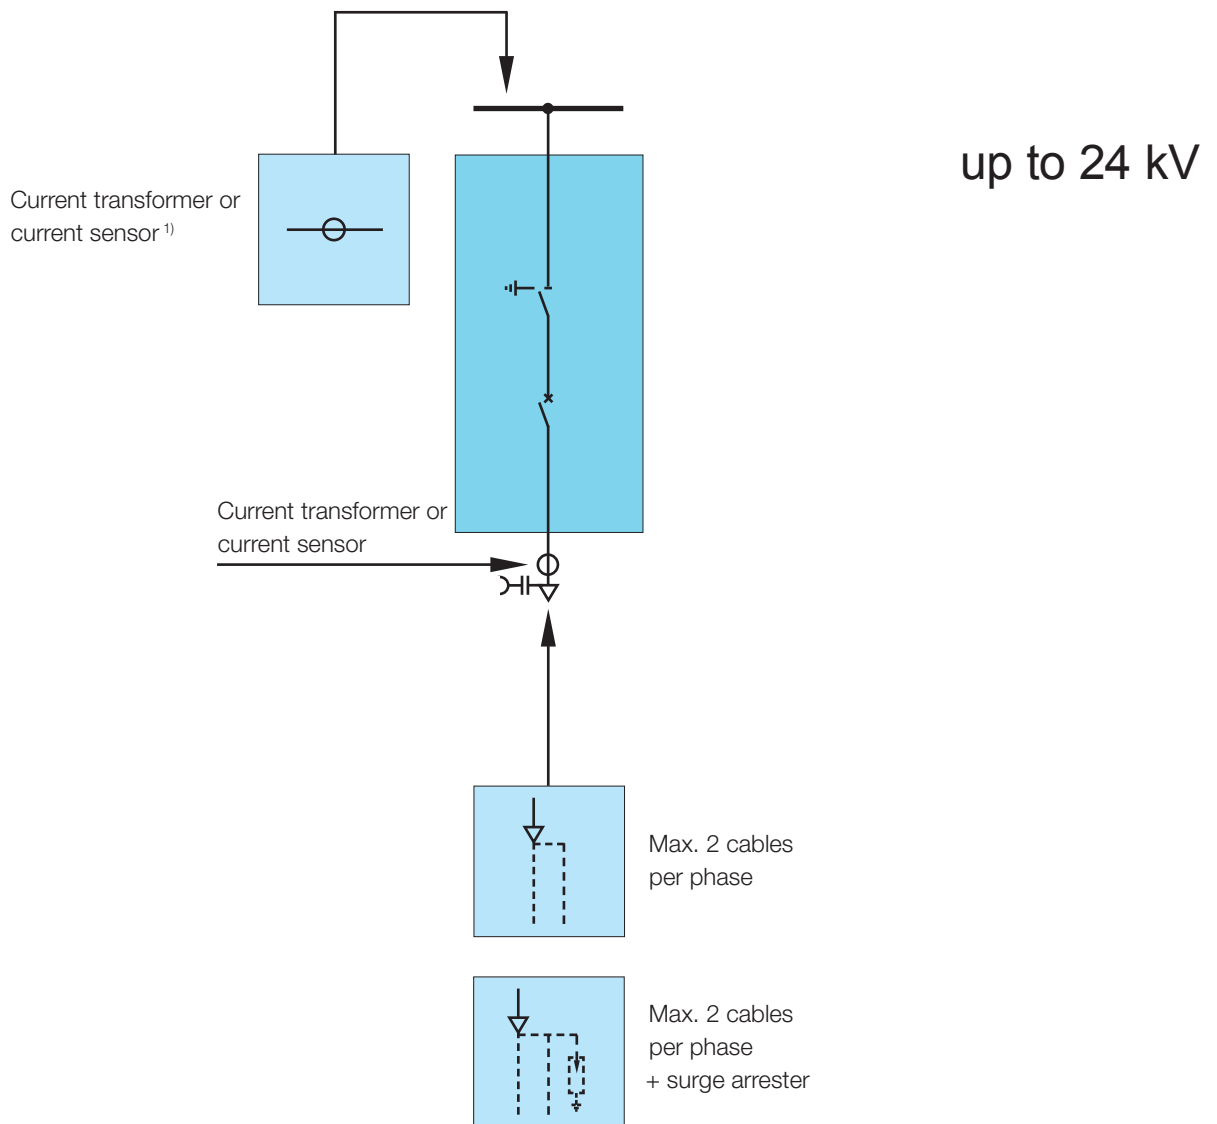 up to 24 kV
Current transformer or
current sensor 1)
Current transformer or
current sensor
Max. 2 cables
per phase
Max. 2 cables
per phase
+ surge arrester